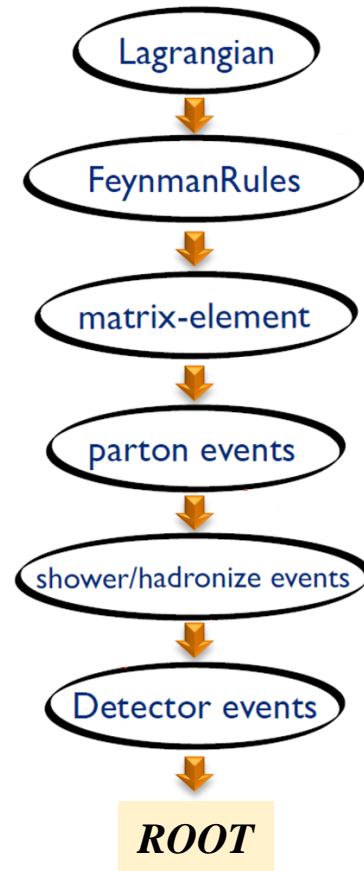 Lagrangian
FeynmanRules
matrix-element
parton events
shower/hadronize events
Detector events
ROOT